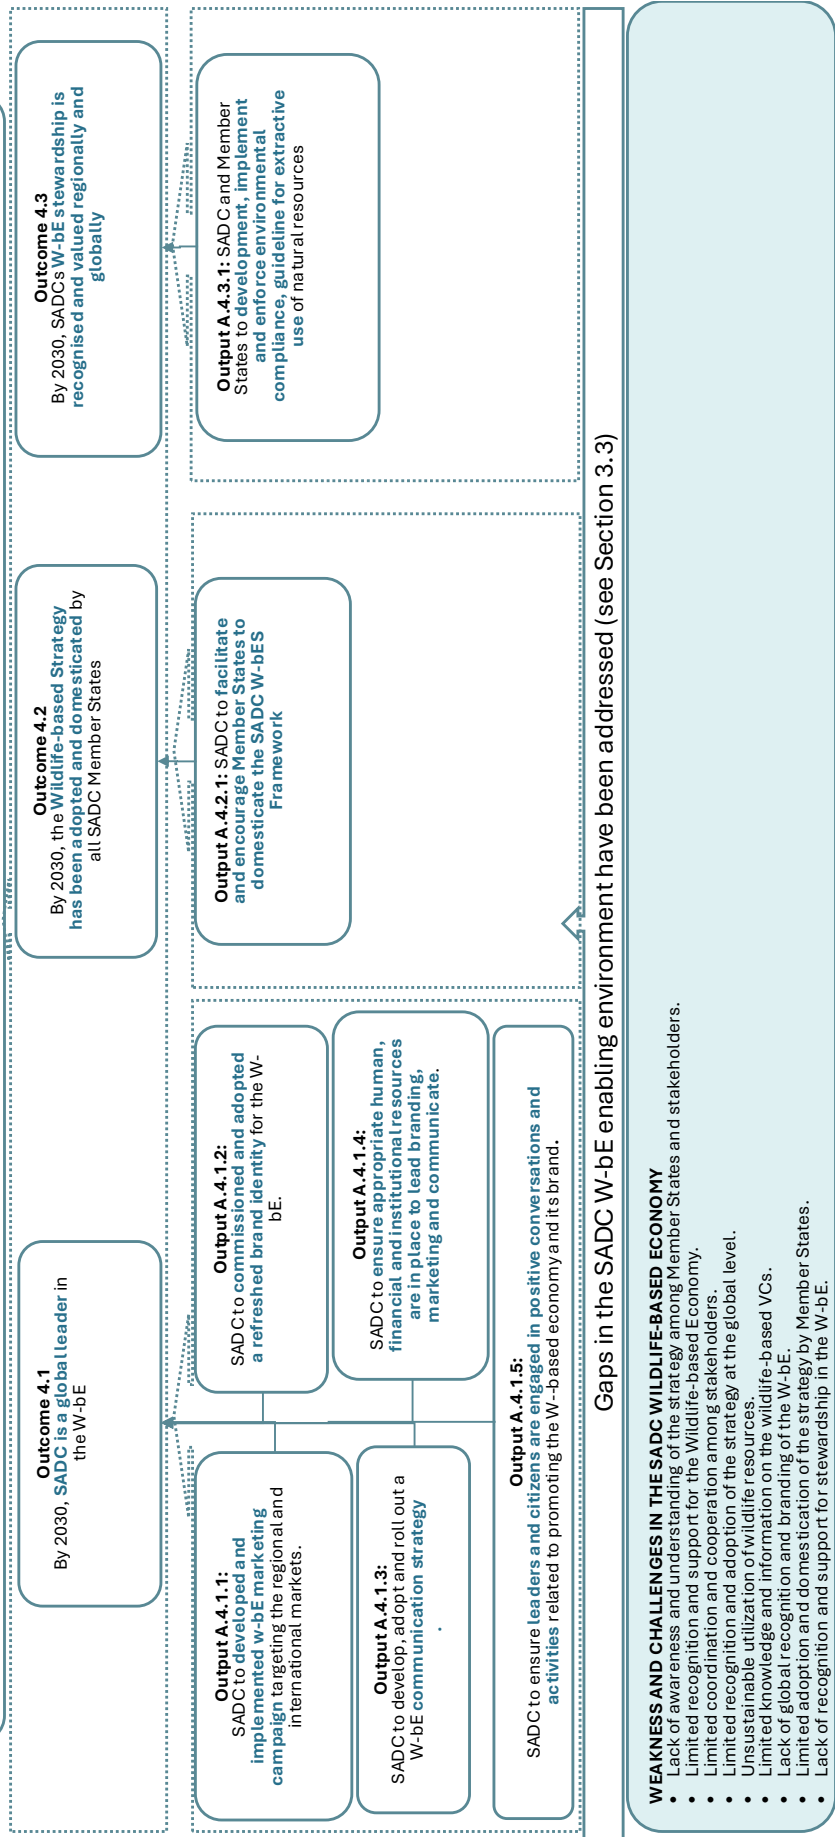 Outcome 4.1
By 2030, SADC is a global leader in
the W-bE
Outcome 4.2
By 2030, the Wildlife-based Strategy
has been adopted and domesticated by
all SADC Member States
Outcome 4.3
By 2030, SADCs W-bE stewardship is
recognised and valued regionally and
globally
Output A.4.1.1:
SADC to developed and
implemented w-bE marketing
campaign targeting the regional and
international markets.
Output A.4.1.2:
SADC to commissioned and adopted
a refreshed brand identity for the W-
bE.
Output A.4.1.3:
SADC to develop, adopt and roll out a
W-bE communication strategy
.
Output A.4.1.4:
SADC to ensure appropriate human,
financial and institutional resources
are in place to lead branding,
marketing and communicate.
Output A.4.1.5:
SADC to ensure leaders and citizens are engaged in positive conversations and
activities related to promoting the W--based economy and its brand.
Output A.4.2.1: SADC to facilitate
and encourage Member States to
domesticate the SADC W-bES
Framework
Output A.4.3.1: SADC and Member
States to development, implement
and enforce environmental
compliance, guideline for extractive
use of natural resources
Gaps in the SADC W-bE enabling environment have been addressed (see Section 3.3)
WEAKNESS AND CHALLENGES IN THE SADC WILDLIFE-BASED ECONOMY
• Lack of awareness and understanding of the strategy among Member States and stakeholders.
• Limited recognition and support for the Wildlife-based Economy.
• Limited coordination and cooperation among stakeholders.
• Limited recognition and adoption of the strategy at the global level.
• Unsustainable utilization of wildlife resources.
• Limited knowledge and information on the wildlife-based VCs.
• Lack of global recognition and branding of the W-bE.
• Limited adoption and domestication of the strategy by Member States.
• Lack of recognition and support for stewardship in the W-bE.